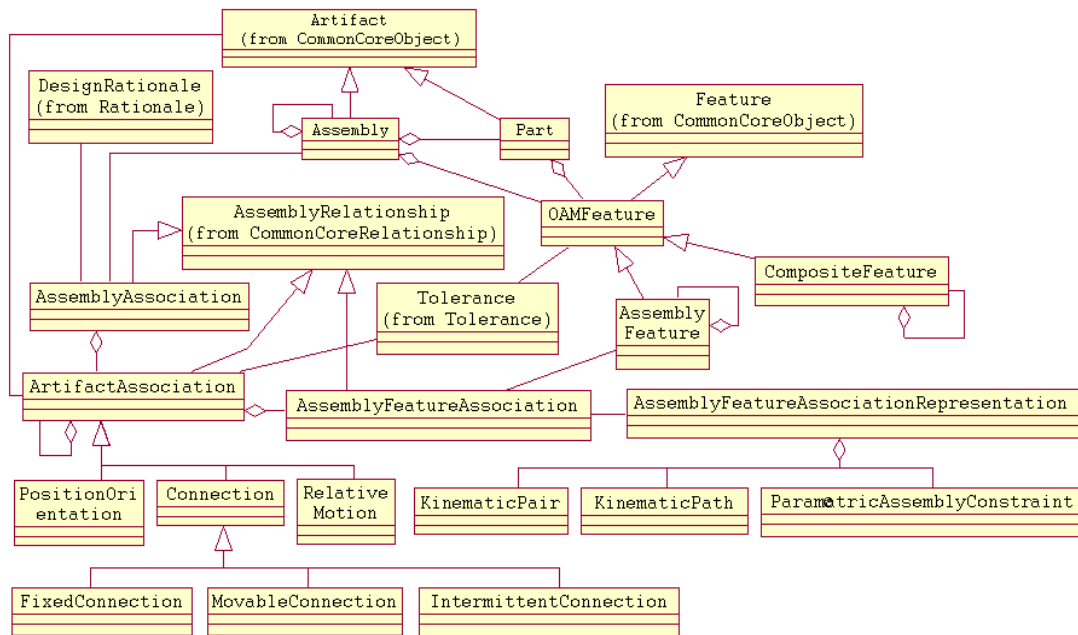 Artifact
(from CommonCoreObject)
DesignRationale
(from Rationale)
Assembly
Part
Feature
(from CommonCoreObject)
AssemblyRelationship
(from CommonCoreRelationship)
OAMFeature
CompositeFeature
AssemblyAssociation
Tolerance
(from Tolerance)
Assembly
Feature
ArtifactAssociation
AssemblyFeatureAssociation
AssemblyFeatureAssociationRepresentation
PositionOri
entation
Connection
Relative
Motion
KinematicPair
KinematicPath
ParametricAssemblyConstraint
FixedConnection
MovableConnection
IntermittentConnection